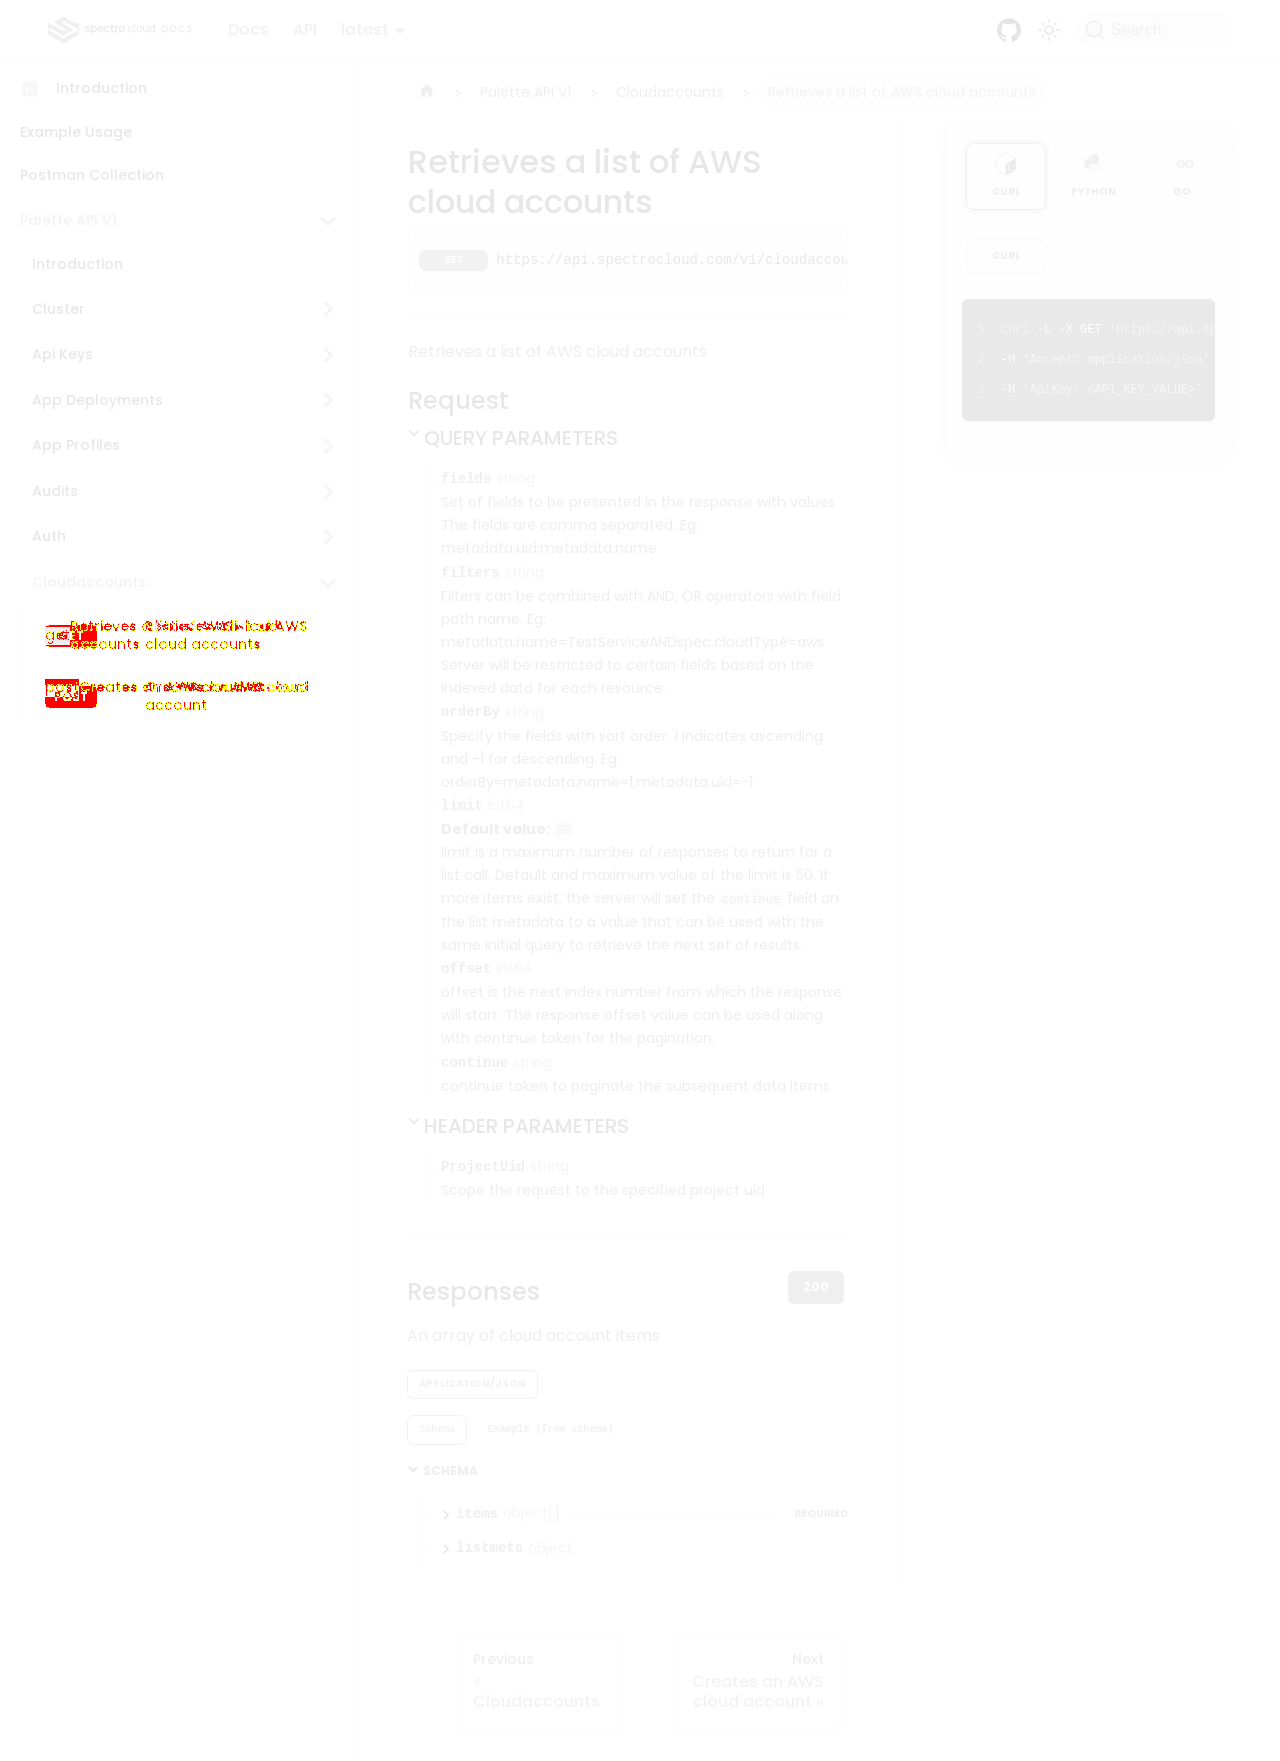 spectro cloud DOCS
Docs
API
latest
Search
Introduction
Example Usage
Postman Collection
Palette API V1
Introduction
Cluster
Api Keys
App Deployments
App Profiles
Audits
Auth
Cloudaccounts
GET
cloud accounts
POST
account
Palette API V1
Cloudaccounts
Retrieves a list of AWS cloud accounts
Retrieves a list of AWS
cloud accounts
GET https://api.spectrocloud.com/v1/cloudaccou
Retrieves a list of AWS cloud accounts
Request
QUERY PARAMETERS
fields string
Set of fields to be presented in the response with values.
The fields are comma separated. Eg:
metadata.uid,metadata.name
filters string
Filters can be combined with AND, OR operators with field
path name. Eg:
metadata.name=TestServiceANDspec.cloudType=aws
Server will be restricted to certain fields based on the
indexed data for each resource.
orderBy string
Specify the fields with sort order. 1 indicates ascending
and -1 for descending. Eg:
orderBy=metadata.name=1,metadata.uid=-1
limit int64
Default value: 50
limit is a maximum number of responses to return for a
list call. Default and maximum value of the limit is 50. If
more items exist, the server will set the continue field on
the list metadata to a value that can be used with the
same initial query to retrieve the next set of results.
offset int64
offset is the next index number from which the response
will start. The response offset value can be used along
with continue token for the pagination.
continue string
continue token to paginate the subsequent data items
HEADER PARAMETERS
ProjectUid string
Scope the request to the specified project uid
Responses
200
An array of cloud account items
APPLICATION/JSON
Schema
Example (from schema)
SCHEMA
items object[]
REQUIRED
listmeta object
Previous
«
Cloudaccounts
Next
Creates an AWS
cloud account »
CURL
PYTHON
GO
CURL
1 curl -L -X GET 'https://api.sp
2 -H 'Accept: application/json'
3 -H 'ApiKey: <API_KEY_VALUE>'